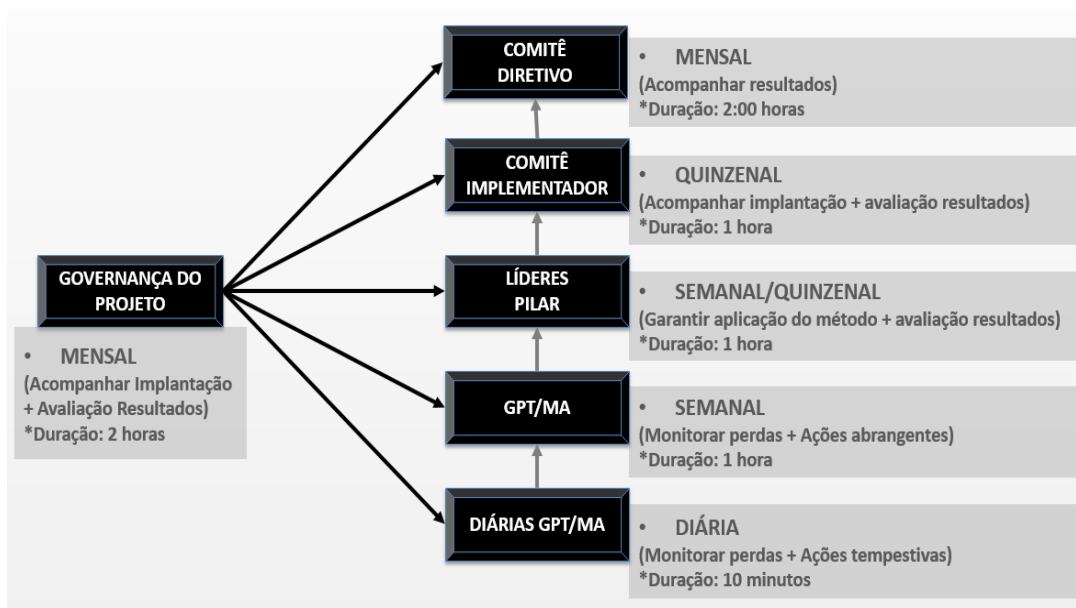 COMITÊ
DIRETIVO
• MENSAL
(Acompanhar resultados)
*Duração: 2:00 horas
COMITÊ
IMPLEMENTADOR
• QUINZENAL
(Acompanhar implantação + avaliação resultados)
*Duração: 1 hora
GOVERNANÇA DO
PROJETO
• MENSAL
(Acompanhar Implantação
+ Avaliação Resultados)
*Duração: 2 horas
LÍDERES
PILAR
• SEMANAL/QUINZENAL
(Garantir aplicação do método + avaliação resultados)
*Duração: 1 hora
GPT/MA
• SEMANAL
(Monitorar perdas + Ações abrangentes)
*Duração: 1 hora
DIÁRIAS GPT/MA
• DIÁRIA
(Monitorar perdas + Ações tempestivas)
*Duração: 10 minutos